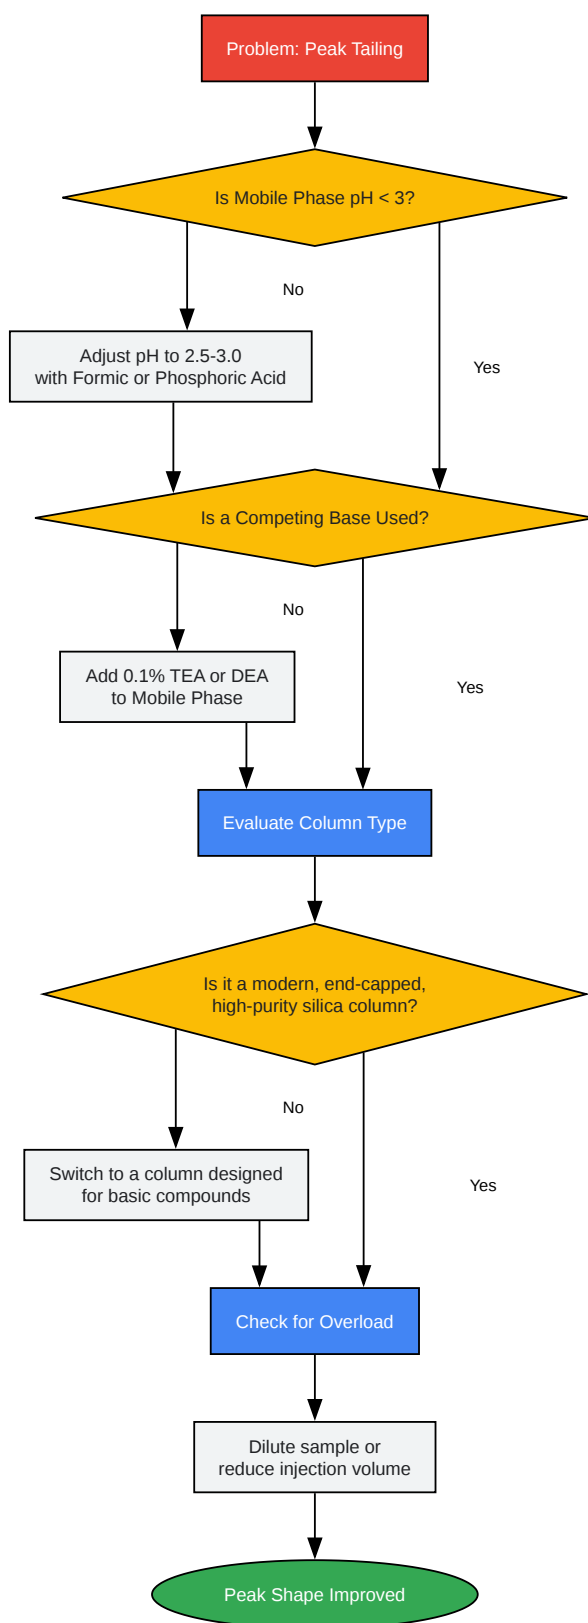 Problem: Peak Tailing
Is Mobile Phase pH < 3?
No
Adjust pH to 2.5-3.0
with Formic or Phosphoric Acid
Yes
Is a Competing Base Used?
No
Add 0.1% TEA or DEA
to Mobile Phase
Yes
Evaluate Column Type
Is it a modern, end-capped,
high-purity silica column?
No
Switch to a column designed
for basic compounds
Yes
Check for Overload
Dilute sample or
reduce injection volume
Peak Shape Improved